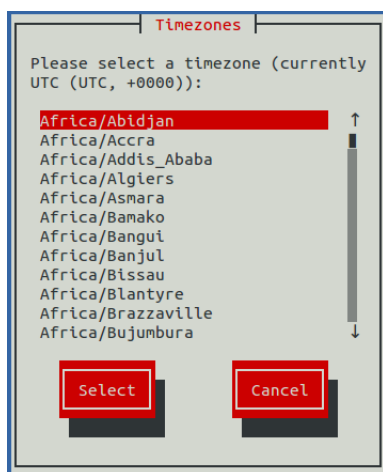 Timezones
Please select a timezone (currently
UTC (UTC, +0000)):
Africa/Abidjan
Africa/Accra
Africa/Addis_Ababa
Africa/Algiers
Africa/Asmara
Africa/Bamako
Africa/Bangui
Africa/Banjul
Africa/Bissau
Africa/Blantyre
Africa/Brazzaville
Africa/Bujumbura
Select Cancel